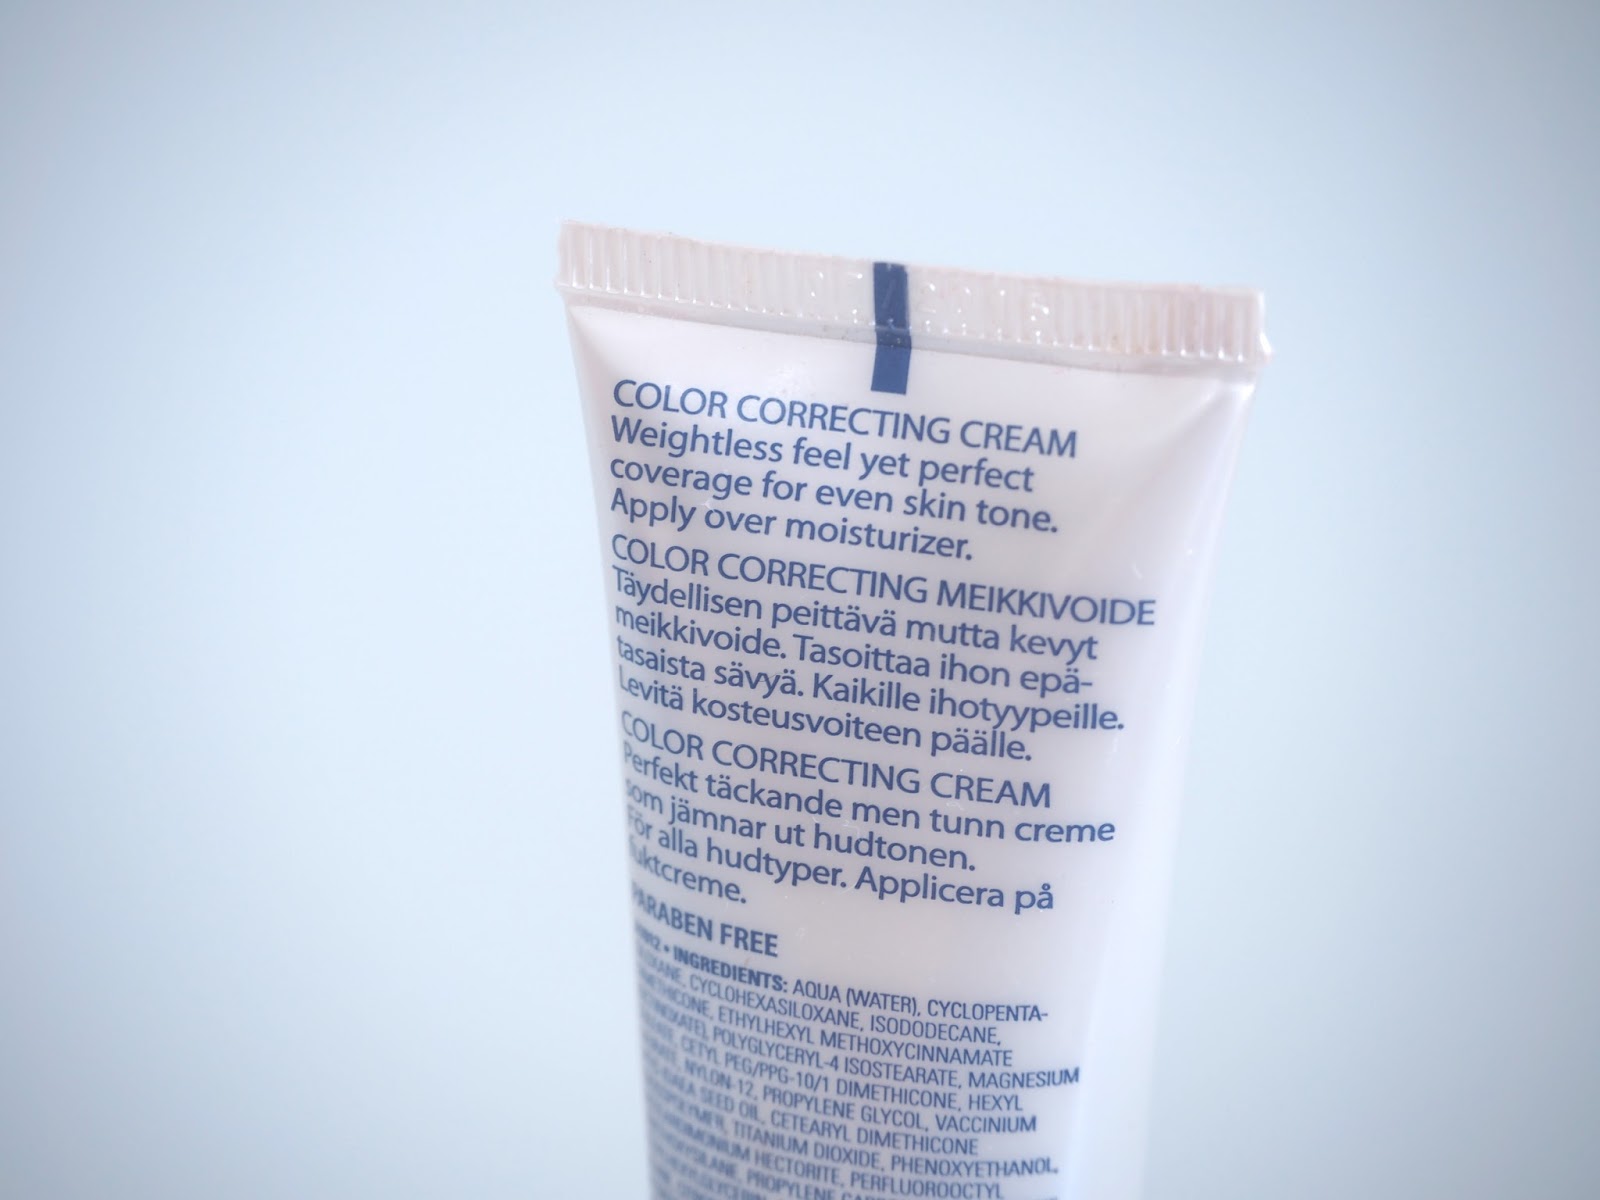 COLOR CORRECTING CREAM
Weightless feel yet perfect
coverage for even skin tone.
Apply over moisturizer.
COLOR CORRECTING MEIKKIVOIDE
Täydellisen peittävä mutta kevyt
meikkivoide. Tasoittaa ihon epä-
tasaista sävyä. Kaikille ihotyypeille.
Levitä kosteusvoiteen päälle.
COLOR CORRECTING CREAM
Perfekt täckande men tunn creme
som jämnar ut hudtonen.
För alla hudtyper. Applicera på
fuktcreme.
PARABEN FREE
• INGREDIENTS: AQUA (WATER), CYCLOPENTA-
CYCLOHEXASILOXANE, ISODODECANE,
ETHYLHEXYL METHOXYCINNAMATE
POLYGLYCERYL-4 ISOSTEARATE, MAGNESIUM
CETYL PEG/PPG-10/1 DIMETHICONE, HEXYL
NYLON-12, PROPYLENE GLYCOL, VACCINIUM
SEED OIL, CETEARYL DIMETHICONE
TITANIUM DIOXIDE, PHENOXYETHANOL,
HECTORITE, PERFLUOROOCTYL
PROPYLENE